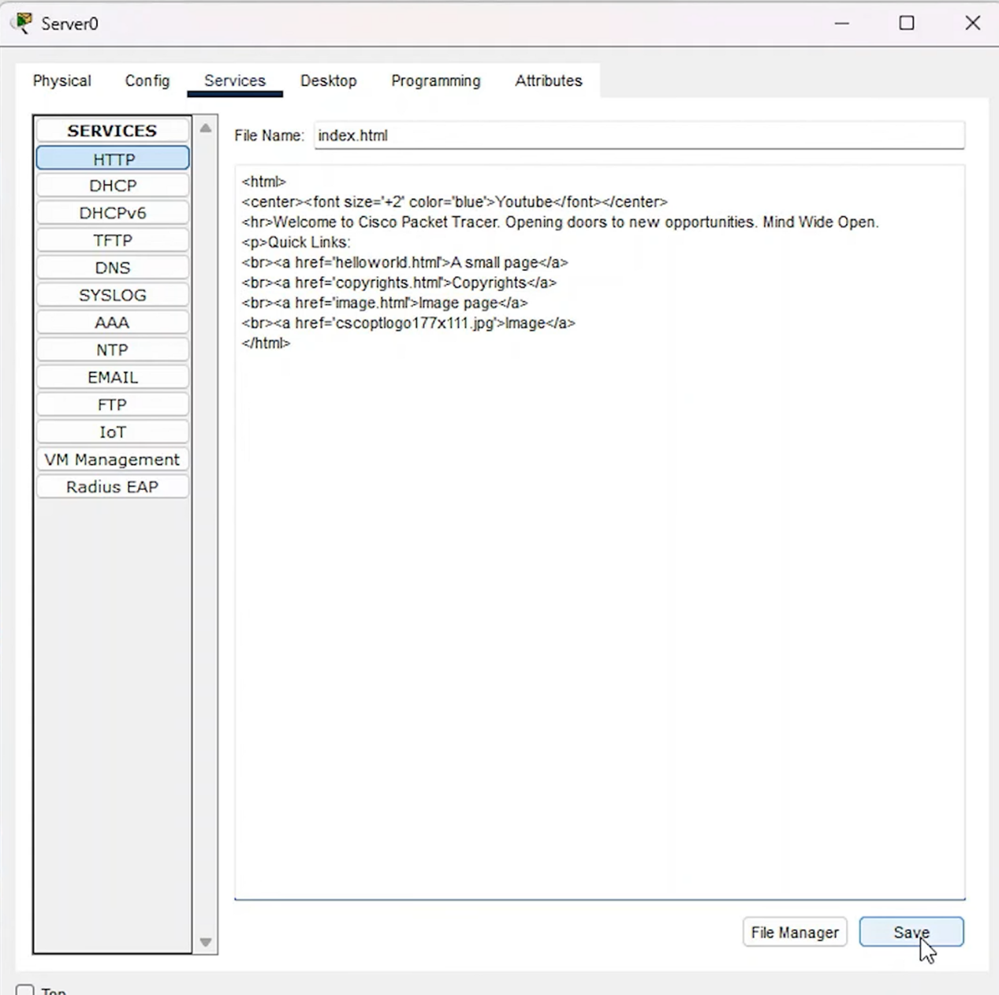 Server0
Physical Config Services Desktop Programming Attributes
SERVICES
HTTP
DHCP
DHCPv6
TFTP
DNS
SYSLOG
AAA
NTP
EMAIL
FTP
IoT
VM Management
Radius EAP
File Name: index.html
<html>
<center><font size='+2' color='blue'>Youtube</font></center>
<hr>Welcome to Cisco Packet Tracer. Opening doors to new opportunities. Mind Wide Open.
<p>Quick Links:
<br><a href='helloworld.html'>A small page</a>
<br><a href='copyrights.html'>Copyrights</a>
<br><a href='image.html'>Image page</a>
<br><a href='cscoptlogo177x111.jpg'>Image</a>
</html>
File Manager Save
Top